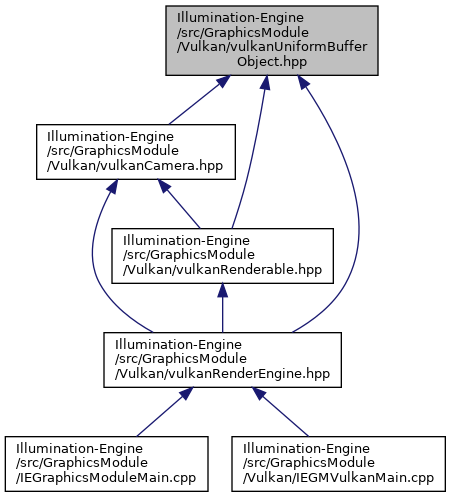 Illumination-Engine
/src/GraphicsModule
/Vulkan/vulkanUniformBuffer
Object.hpp
Illumination-Engine
/src/GraphicsModule
/Vulkan/vulkanCamera.hpp
Illumination-Engine
/src/GraphicsModule
/Vulkan/vulkanRenderable.hpp
Illumination-Engine
/src/GraphicsModule
/Vulkan/vulkanRenderEngine.hpp
Illumination-Engine
/src/GraphicsModule
/IEGraphicsModuleMain.cpp
Illumination-Engine
/src/GraphicsModule
/Vulkan/IEGMVulkanMain.cpp